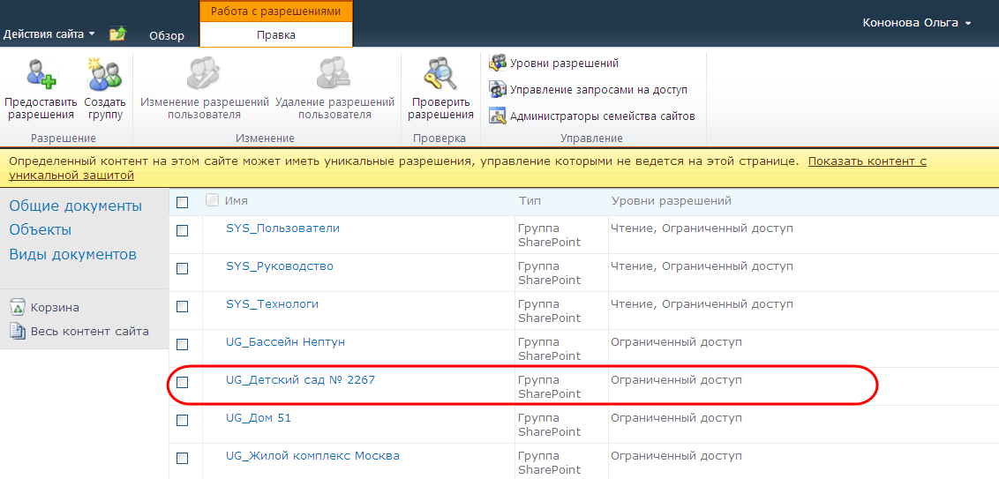 Работа с разрешениями
Кононова Ольга
Действия сайта
Обзор
Правка
Предоставить
разрешения
Создать
группу
Разрешение
Изменение разрешений
пользователя
Удаление разрешений
пользователя
Изменение
Проверить
разрешения
Проверка
Уровни разрешений
Управление запросами на доступ
Администраторы семейства сайтов
Управление
Определенный контент на этом сайте может иметь уникальные разрешения, управление которыми не ведется на этой странице. Показать контент с
уникальной защитой
Общие документы
Объекты
Виды документов
Корзина
Весь контент сайта
Имя Тип Уровни разрешений
SYS_Пользователи Группа Чтение, Ограниченный доступ
SharePoint
SYS_Руководство Группа Чтение, Ограниченный доступ
SharePoint
SYS_Технологи Группа Чтение, Ограниченный доступ
SharePoint
UG_Бассейн Нептун Группа Ограниченный доступ
SharePoint
UG_Детский сад № 2267 Группа Ограниченный доступ
SharePoint
UG_Дом 51 Группа Ограниченный доступ
SharePoint
UG_Жилой комплекс Москва Группа Ограниченный доступ
SharePoint